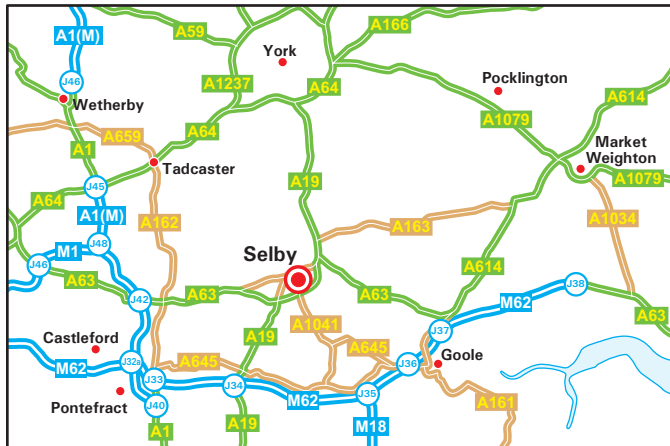 A1(M)
A59
A166
York
J46
A1237
A64
Pocklington
A614
Wetherby
A659
A64
A1079
Market
Weighton
A1
Tadcaster
A1079
A64
J45
A19
A1(M)
A162
A163
A1034
M1
J48
Selby
J46
A63
A614
J38
J42
A63
A63
M62
A63
A1041
J37
Castleford
A19
A645
M62
J32a
A645
J36
Goole
J33
J34
J35
Pontefract
J40
M62
A161
A1
A19
M18